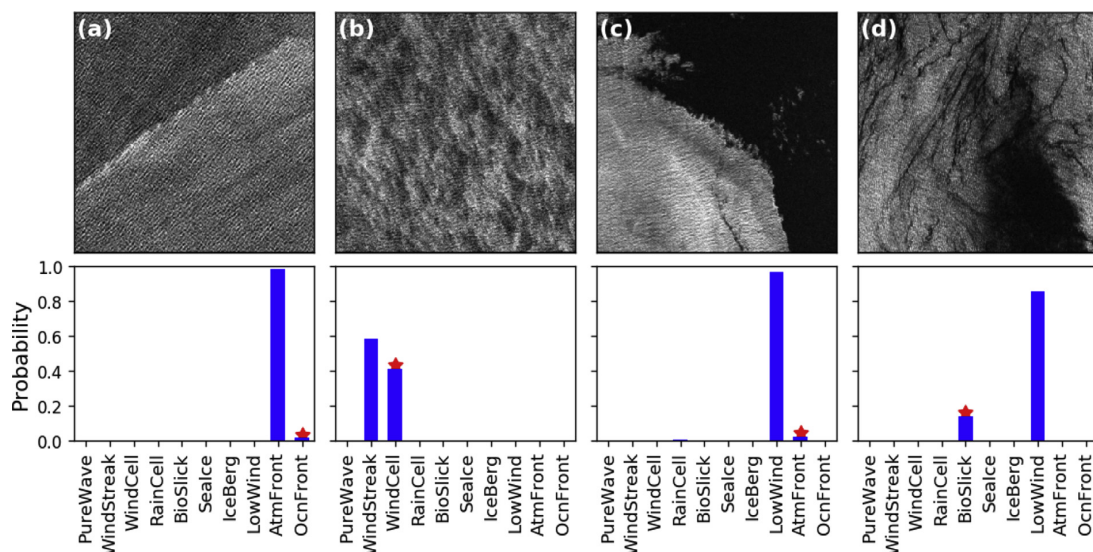 (a) (b) (c) (d)
Probability
1.0
0.8
0.6
0.4
0.2
0.0
PureWave WindStreak WindCell RainCell BioSlick SeaIce IceBerg LowWind AtmFront OcnFront
PureWave WindStreak WindCell RainCell BioSlick SeaIce IceBerg LowWind AtmFront OcnFront
PureWave WindStreak WindCell RainCell BioSlick SeaIce IceBerg LowWind AtmFront OcnFront
PureWave WindStreak WindCell RainCell BioSlick SeaIce IceBerg LowWind AtmFront OcnFront